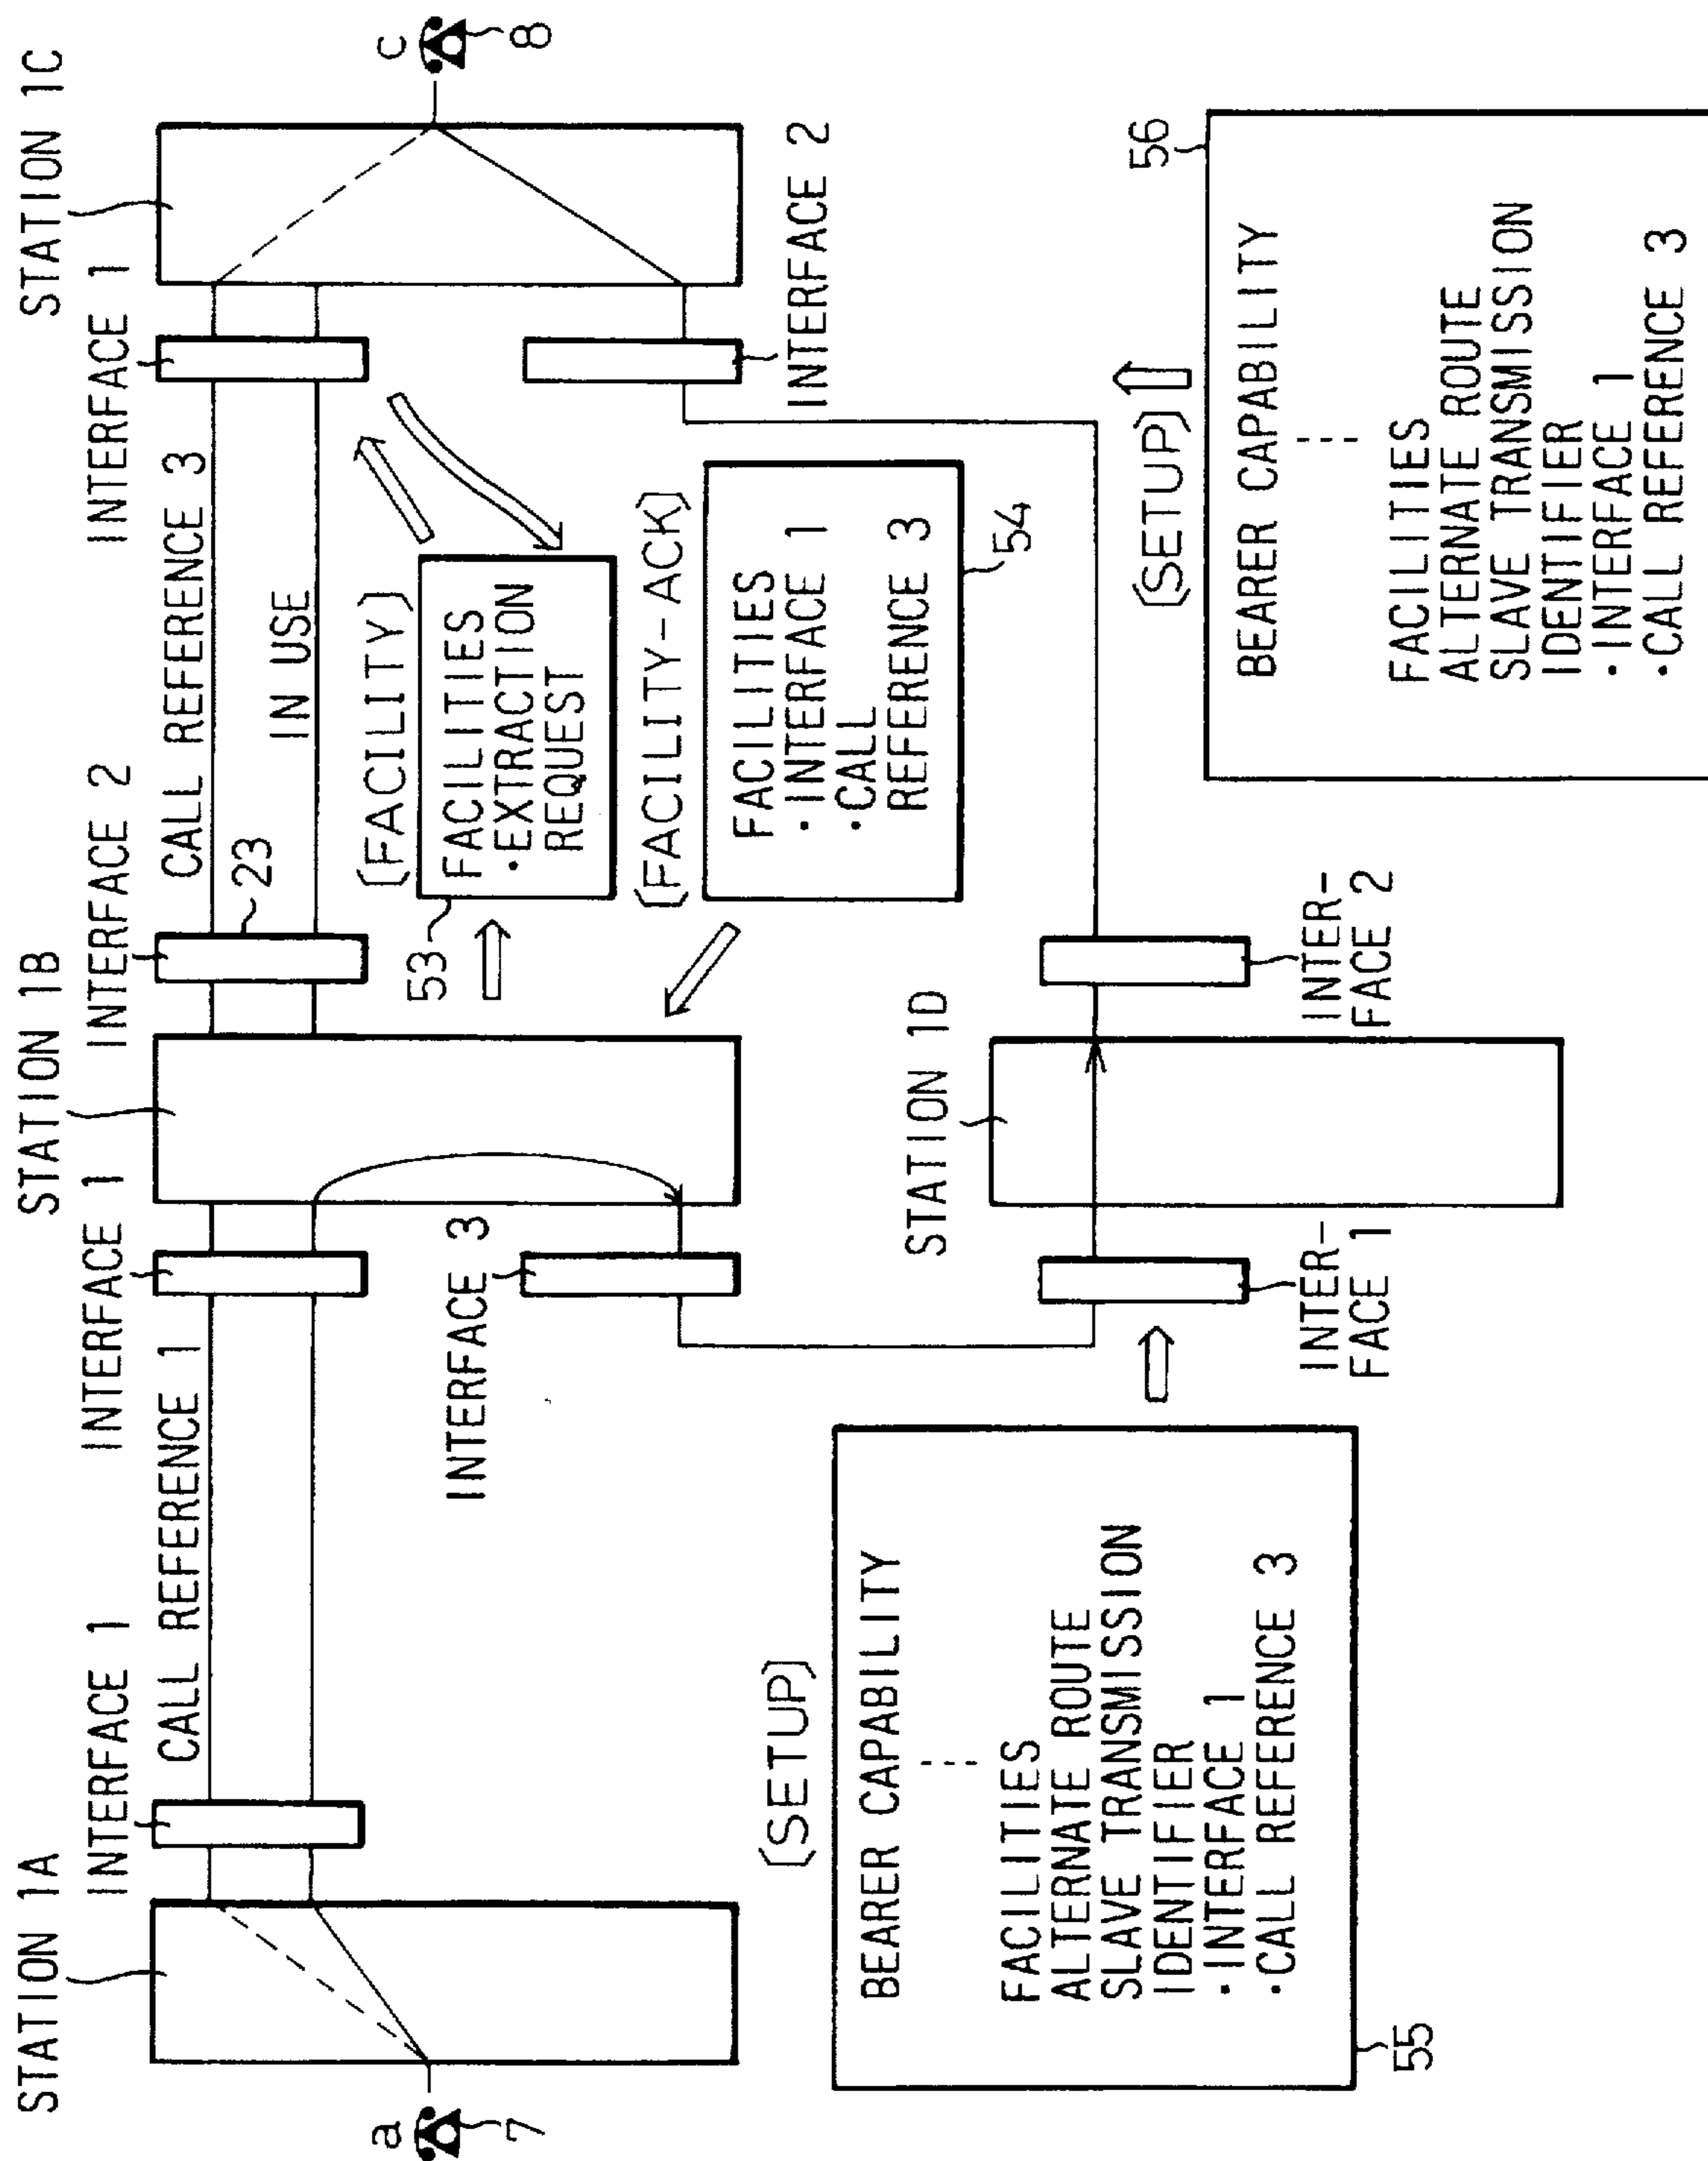 STATION 1A
STATION 1B
STATION 1C
INTERFACE 1
INTERFACE 1
INTERFACE 2
INTERFACE 1
CALL REFERENCE 1
CALL REFERENCE 3
23
IN USE
a
7
c
8
INTERFACE 3
INTERFACE 2
53
(FACILITY)
FACILITIES
·EXTRACTION
REQUEST
(FACILITY-ACK)
FACILITIES
·INTERFACE 1
·CALL
REFERENCE 3
54
(SETUP)
BEARER CAPABILITY
FACILITIES
ALTERNATE ROUTE
SLAVE TRANSMISSION
IDENTIFIER
·INTERFACE 1
·CALL REFERENCE 3
55
STATION 1D
INTER-
FACE 1
INTER-
FACE 2
(SETUP)
56
BEARER CAPABILITY
FACILITIES
ALTERNATE ROUTE
SLAVE TRANSMISSION
IDENTIFIER
·INTERFACE 1
·CALL REFERENCE 3